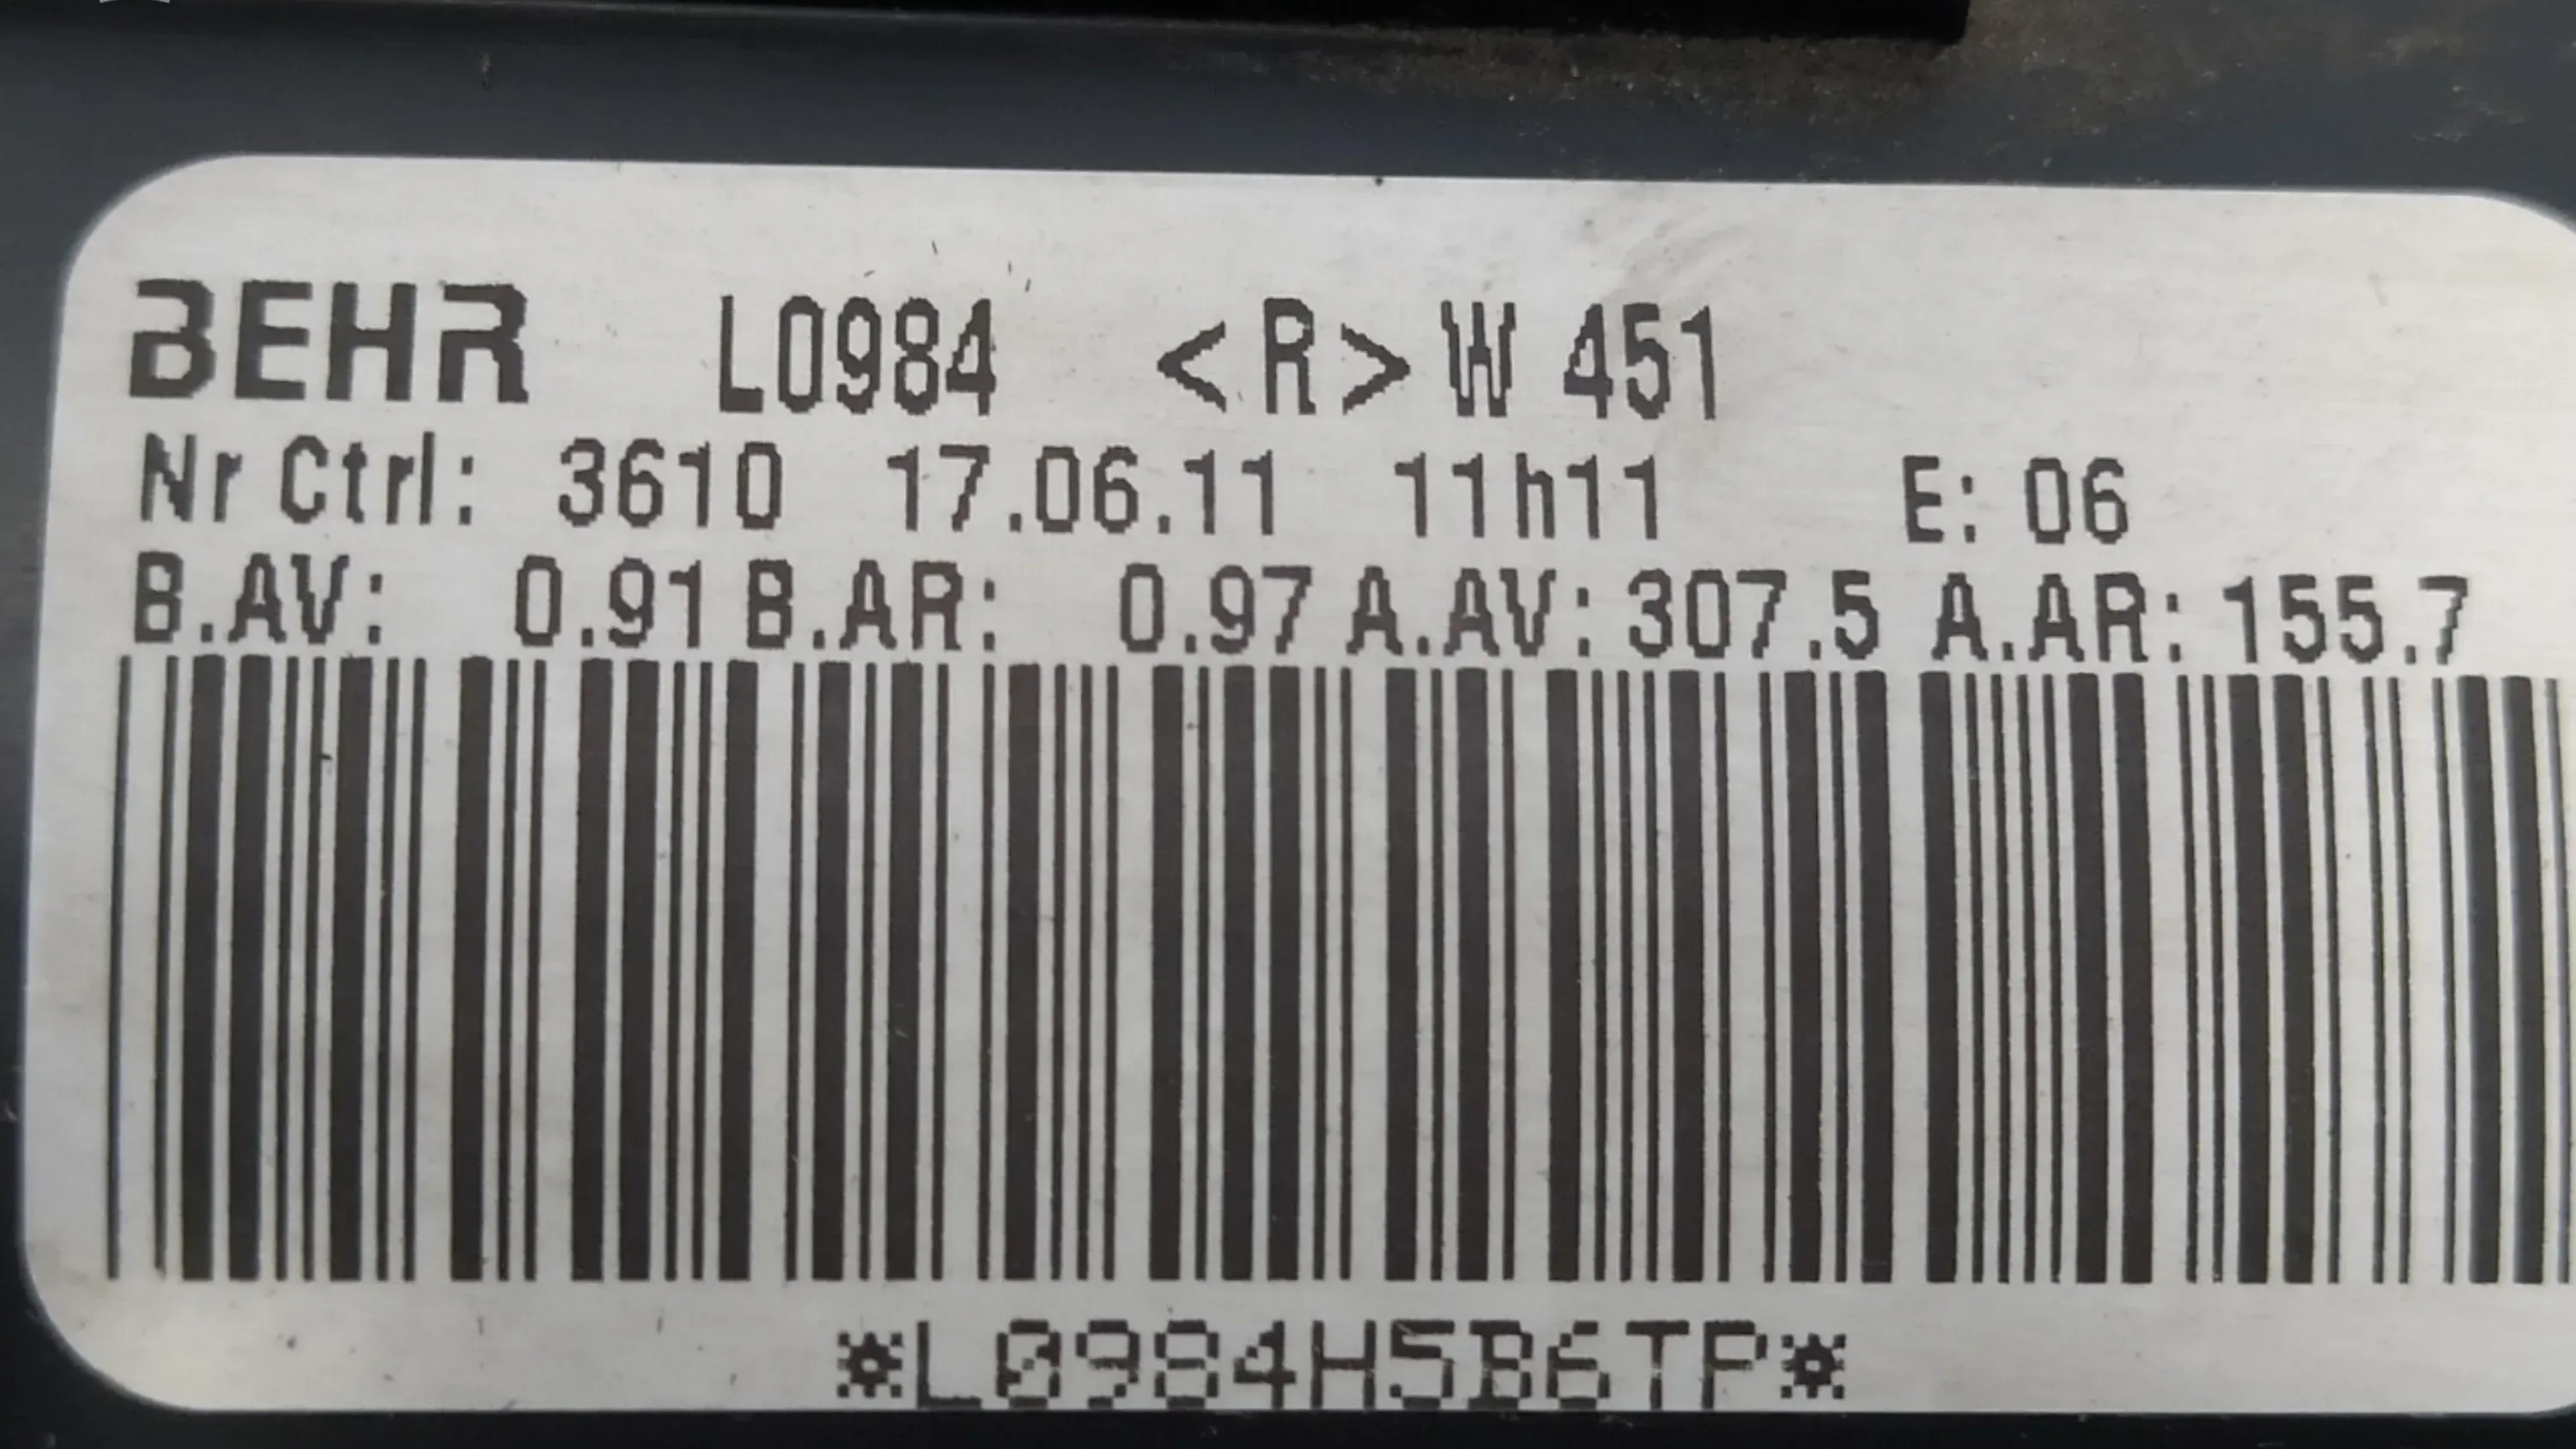 BEHR L0984 <R> W 451
Nr Ctrl: 3610 17.06.11 11h11 E: 06
B.AV: 0.91 B.AR: 0.97 A.AV: 307.5 A.AR: 155.7
*L0984H5B6TP*